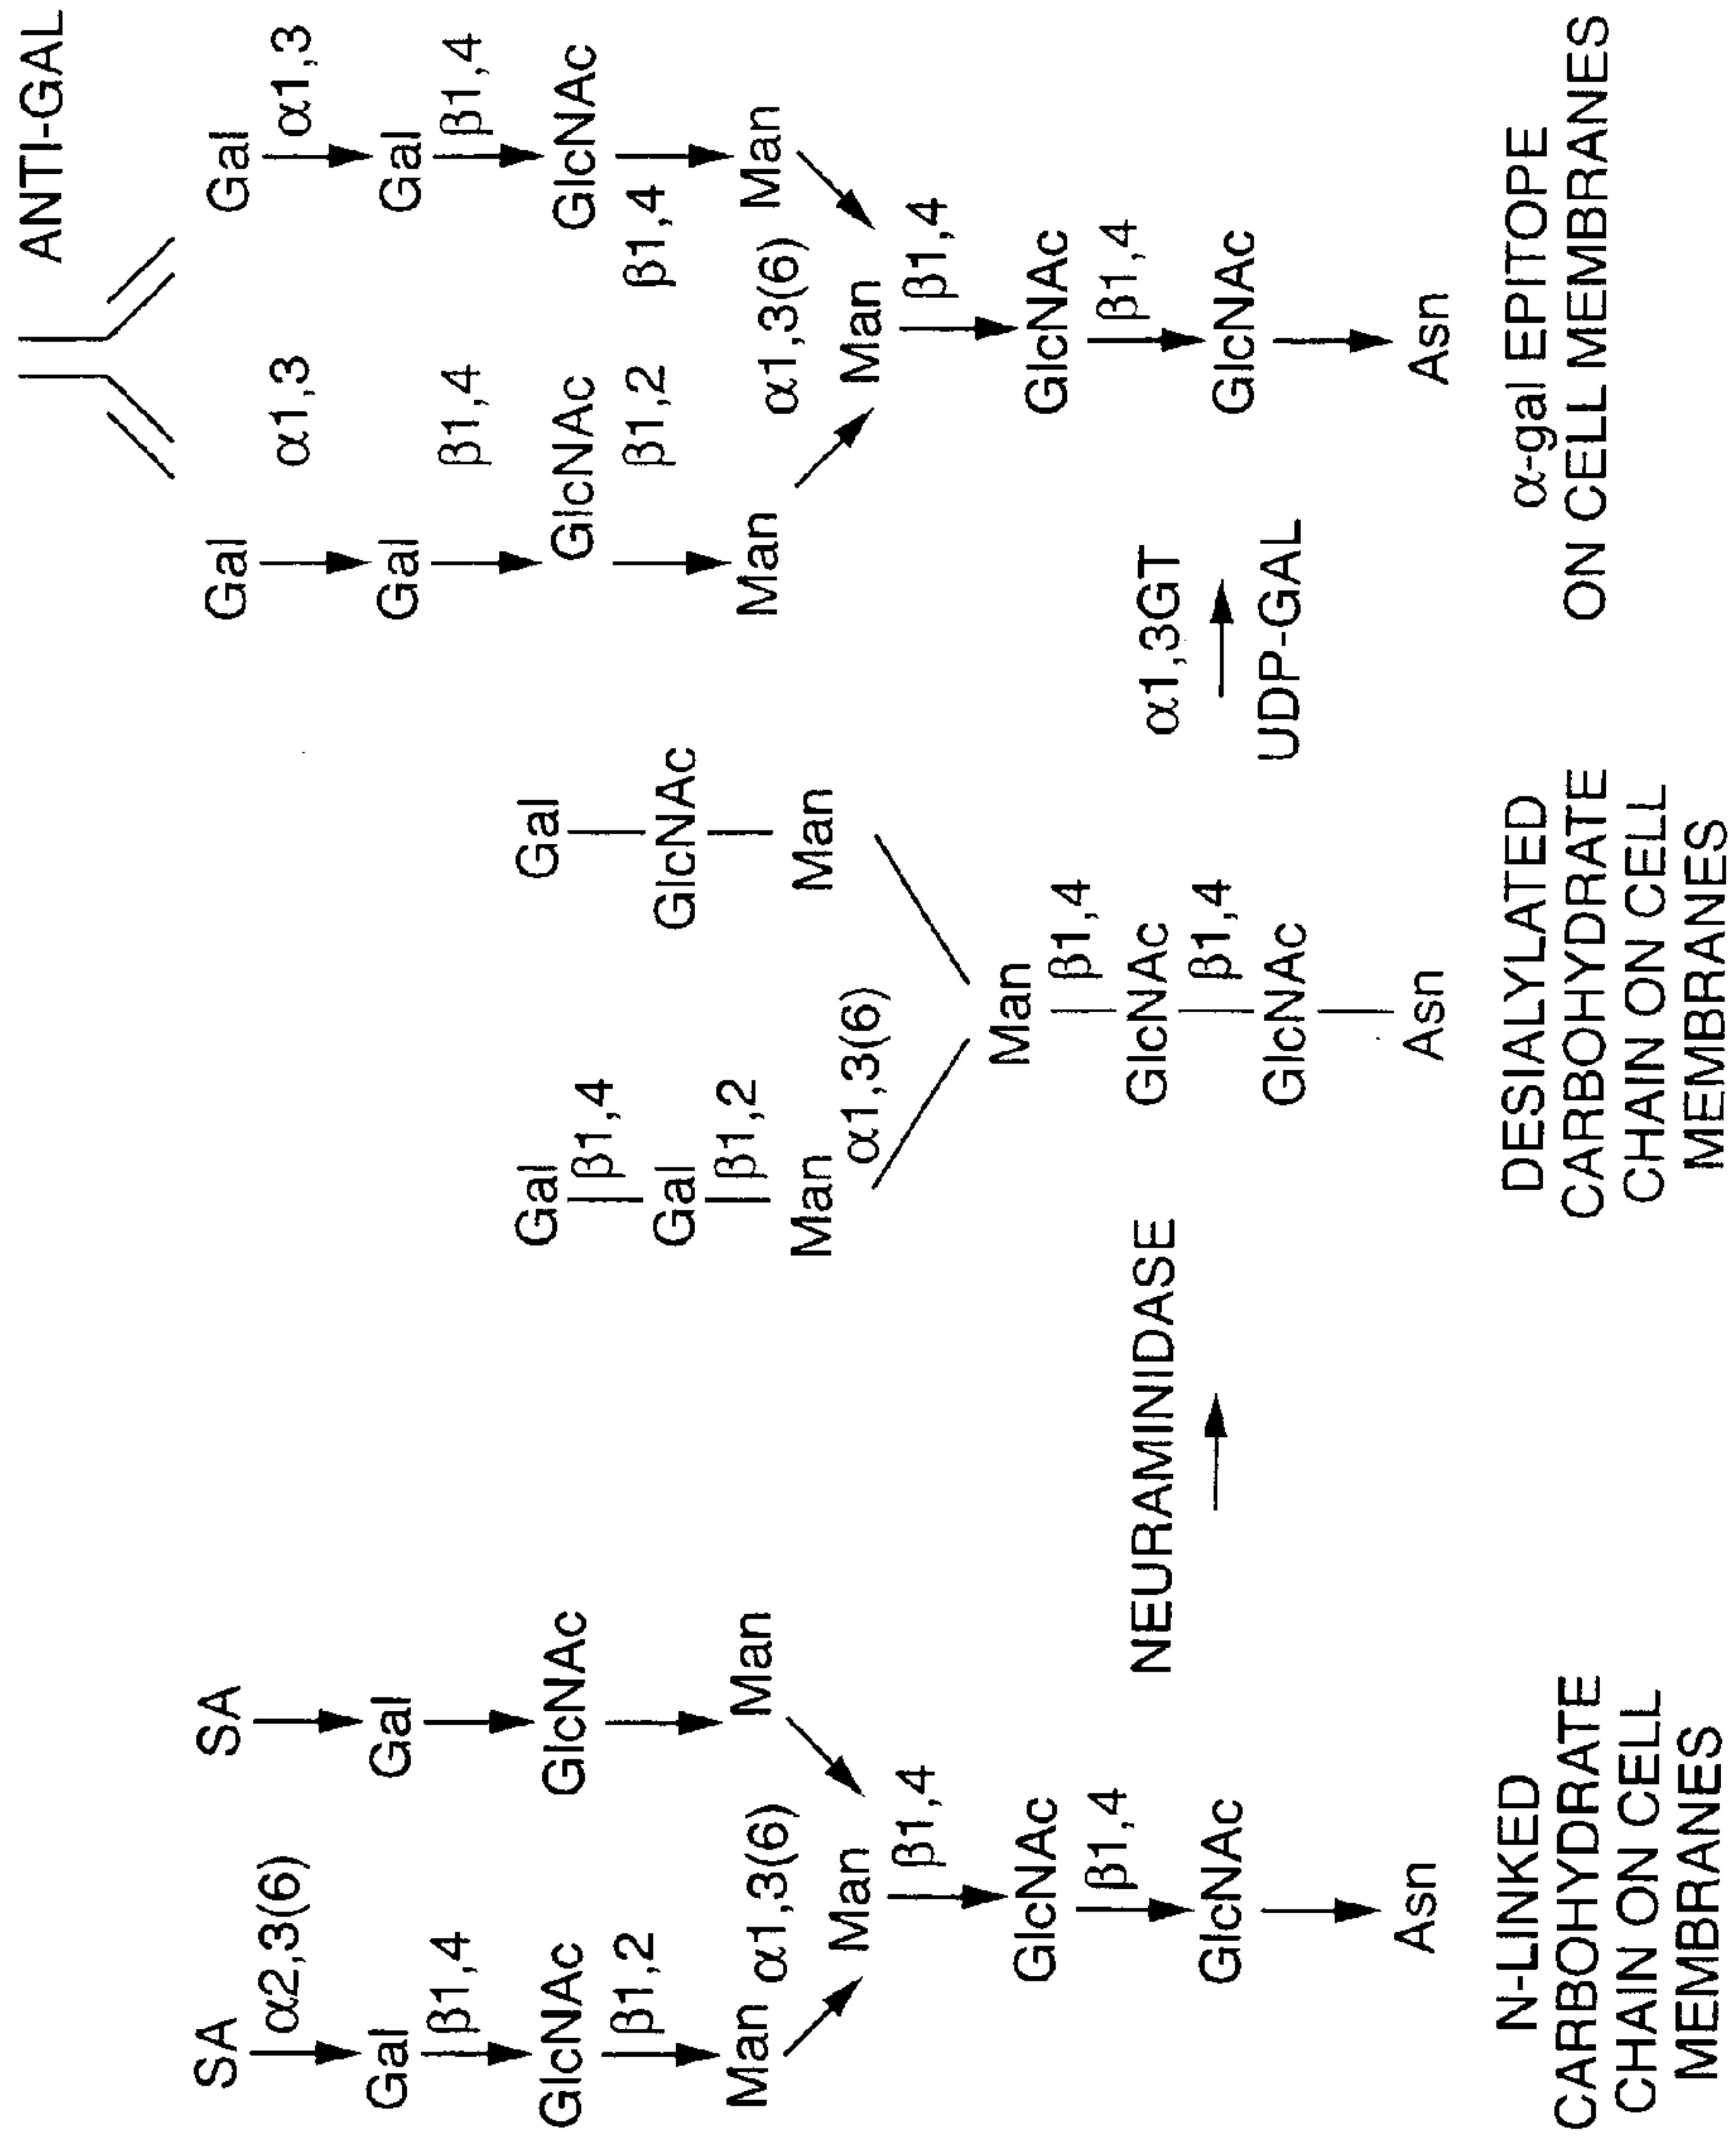 ANTI-GAL
SA
SA
α2,3(6)
Gal
Gal
β1,4
GlcNAc
GlcNAc
β1,2
Man
Man
α1,3(6)
Man
β1,4
GlcNAc
β1,4
GlcNAc
Asn
N-LINKED
CARBOHYDRATE
CHAIN ON CELL
MEMBRANES
NEURAMINIDASE
Gal
Gal
β1,4
Gal
GlcNAc
β1,2
Man
Man
α1,3(6)
Man
β1,4
GlcNAc
β1,4
GlcNAc
Asn
DESIALYLATED
CARBOHYDRATE
CHAIN ON CELL
MEMBRANES
α1,3GT
UDP-GAL
Gal
Gal
α1,3
α1,3
Gal
Gal
β1,4
β1,4
GlcNAc
GlcNAc
β1,2
β1,4
Man
Man
α1,3(6)
Man
β1,4
GlcNAc
β1,4
GlcNAc
Asn
α-gal EPITOPE
ON CELL MEMBRANES